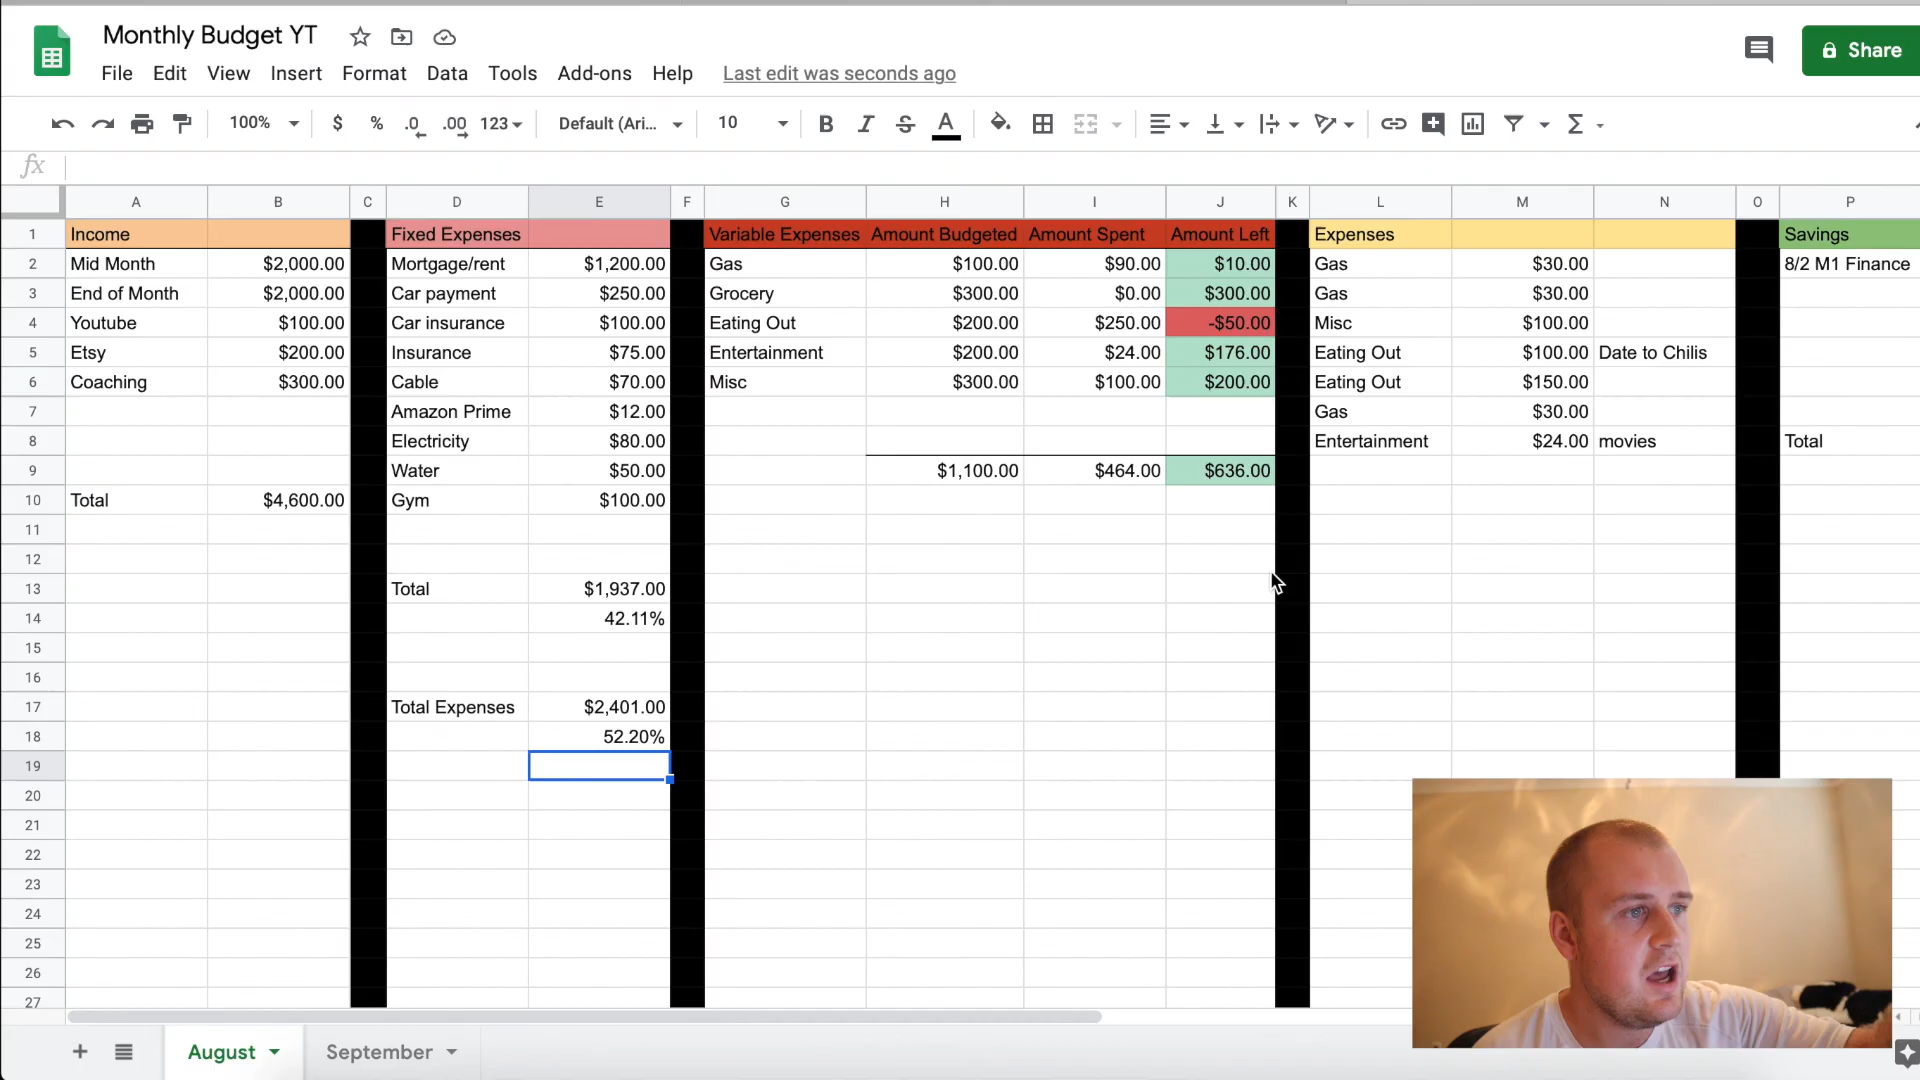 Monthly Budget YT
File Edit View Insert Format Data Tools Add-ons Help Last edit was seconds ago
Share
100% $ % .0 .00 123 Default (Ari... 10 B I S A
fx
A B C D E F G H I J K L M N O P
1 Income Fixed Expenses Variable Expenses Amount Budgeted Amount Spent Amount Left Expenses Savings
2 Mid Month $2,000.00 Mortgage/rent $1,200.00 Gas $100.00 $90.00 $10.00 Gas $30.00 8/2 M1 Finance
3 End of Month $2,000.00 Car payment $250.00 Grocery $300.00 $0.00 $300.00 Gas $30.00
4 Youtube $100.00 Car insurance $100.00 Eating Out $200.00 $250.00 -$50.00 Misc $100.00
5 Etsy $200.00 Insurance $75.00 Entertainment $200.00 $24.00 $176.00 Eating Out $100.00 Date to Chilis
6 Coaching $300.00 Cable $70.00 Misc $300.00 $100.00 $200.00 Eating Out $150.00
7 Amazon Prime $12.00 Gas $30.00
8 Electricity $80.00 Entertainment $24.00 movies Total
9 Water $50.00 $1,100.00 $464.00 $636.00
10 Total $4,600.00 Gym $100.00
11
12
13 Total $1,937.00
14 42.11%
15
16
17 Total Expenses $2,401.00
18 52.20%
19
20
21
22
23
24
25
26
27
August September